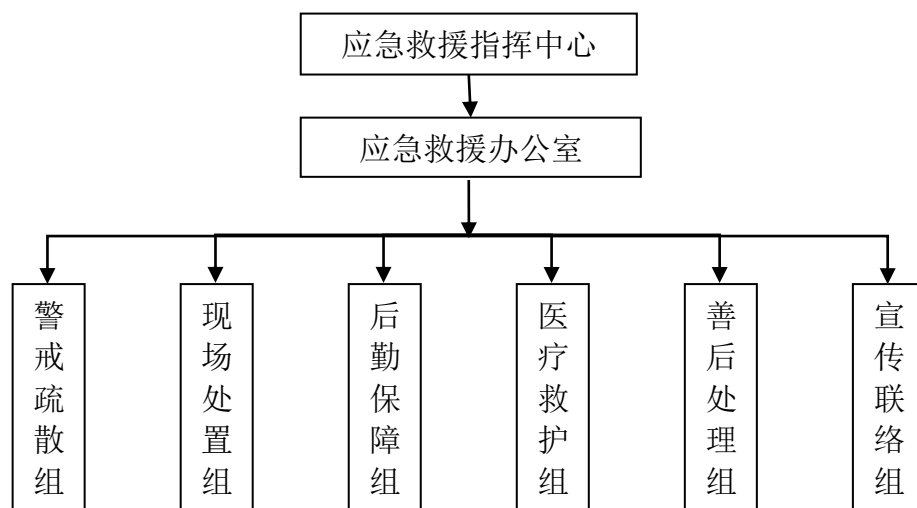 应急救援指挥中心
应急救援办公室
警戒疏散组
现场处置组
后勤保障组
医疗救护组
善后处理组
宣传联络组